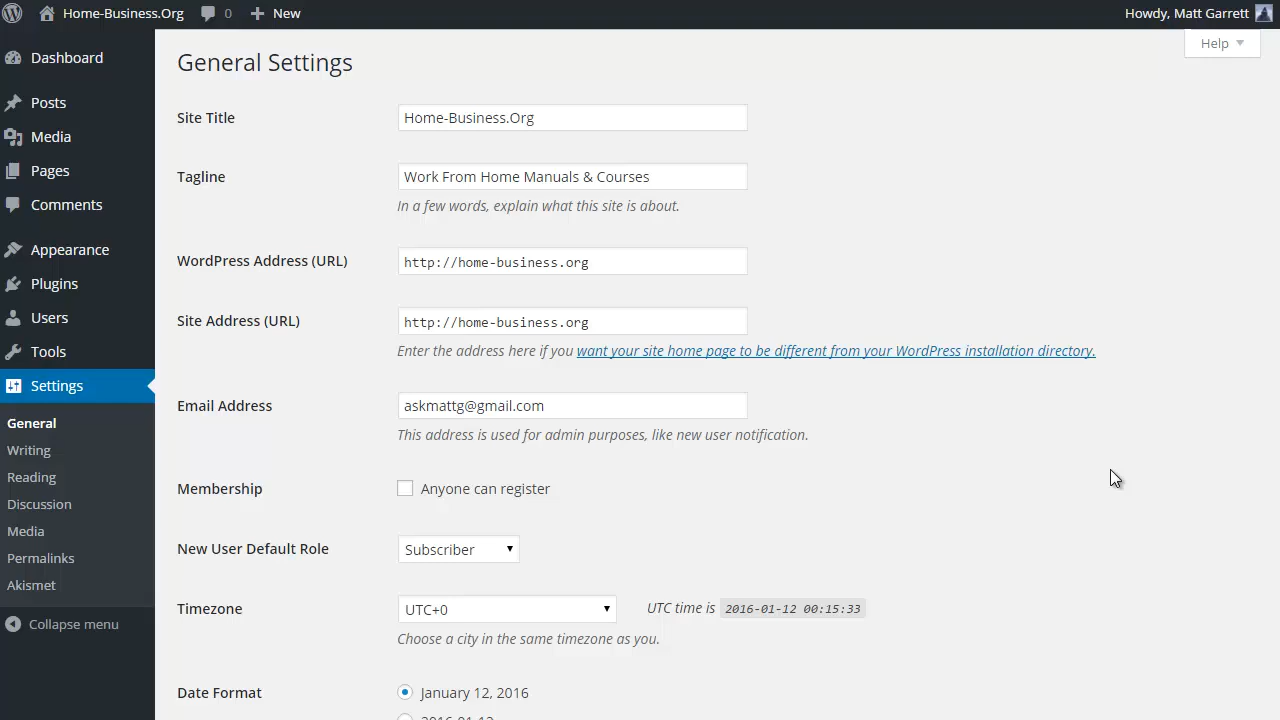 Home-Business.Org 0 New Howdy, Matt Garrett
Help
Dashboard
Posts
Media
Pages
Comments
Appearance
Plugins
Users
Tools
Settings
General
Writing
Reading
Discussion
Media
Permalinks
Akismet
Collapse menu
General Settings
Site Title Home-Business.Org
Tagline Work From Home Manuals & Courses
In a few words, explain what this site is about.
WordPress Address (URL) http://home-business.org
Site Address (URL) http://home-business.org
Enter the address here if you want your site home page to be different from your WordPress installation directory.
Email Address askmattg@gmail.com
This address is used for admin purposes, like new user notification.
Membership Anyone can register
New User Default Role Subscriber
Timezone UTC+0 UTC time is 2016-01-12 00:15:33
Choose a city in the same timezone as you.
Date Format January 12, 2016
2016-01-12